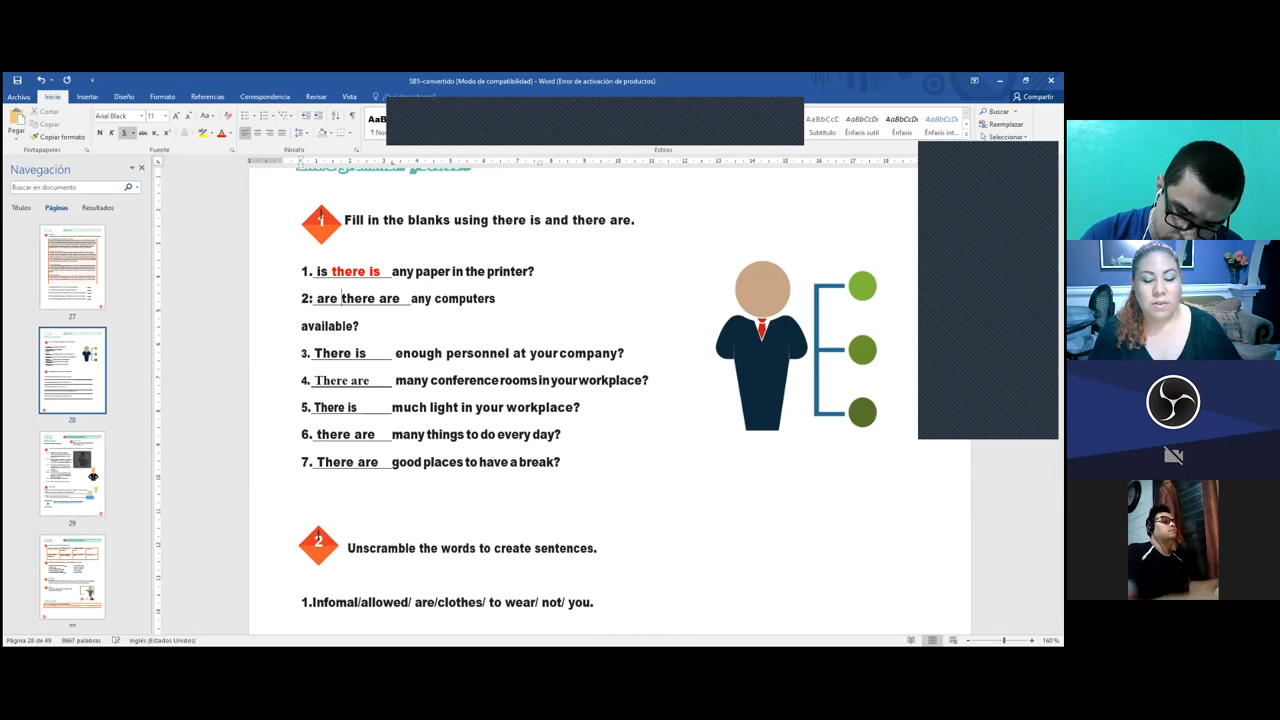 SB5-convertido [Modo de compatibilidad] - Word (Error de activación de productos)
Archivo Inicio Insertar Diseño Formato Referencias Correspondencia Revisar Vista Compartir
Pegar Cortar Copiar Copiar formato
Arial Black 11
N K S abc
Subtítulo Énfasis sutil Énfasis Énfasis int...
Buscar
Reemplazar
Seleccionar
Portapapeles Fuente Párrafo Estilos
Navegación
Buscar en documento
Títulos Páginas Resultados
27
28
29
1 Fill in the blanks using there is and there are.
1. is there is any paper in the printer?
2: are there are any computers
available?
3. There is enough personnel at your company?
4. There are many conference rooms in your workplace?
5. There is much light in your workplace?
6. there are many things to do every day?
7. There are good places to have a break?
2 Unscramble the words to create sentences.
1.Infomal/allowed/ are/clothes/ to wear/ not/ you.
Página 28 de 49 8667 palabras Inglés (Estados Unidos) 160 %